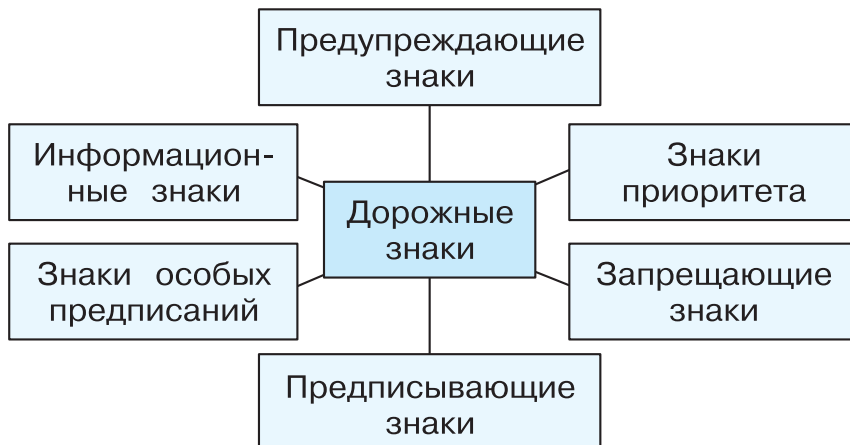 Предупреждающие
знаки
Информацион-
ные знаки
Знаки
приоритета
Дорожные
знаки
Знаки особых
предписаний
Запрещающие
знаки
Предписывающие
знаки